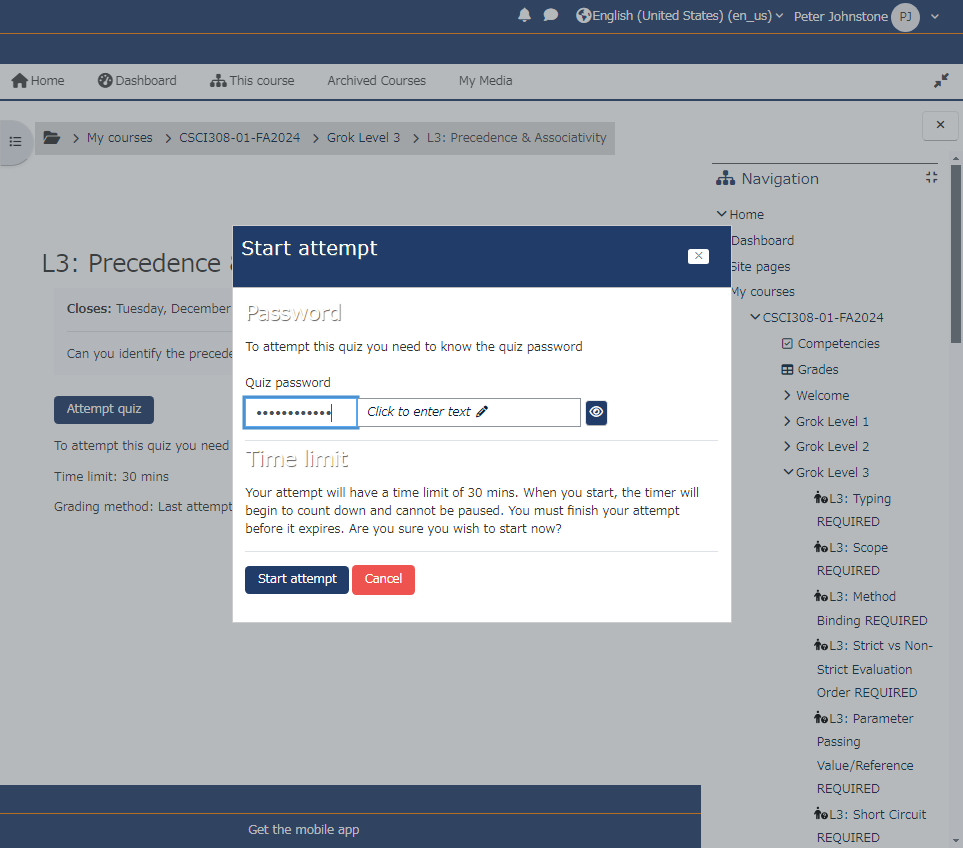 English (United States) ‎(en_us)‎
Peter Johnstone
PJ
Home
Dashboard
This course
Archived Courses
My Media
My courses
CSCI308-01-FA2024
Grok Level 3
L3: Precedence & Associativity
Navigation
Home
Dashboard
Site pages
My courses
CSCI308-01-FA2024
Competencies
Grades
Welcome
Grok Level 1
Grok Level 2
Grok Level 3
L3: Typing
REQUIRED
L3: Scope
REQUIRED
L3: Method
Binding REQUIRED
L3: Strict vs Non-
Strict Evaluation
Order REQUIRED
L3: Parameter
Passing
Value/Reference
REQUIRED
L3: Short Circuit
REQUIRED
L3: Precedence
Closes: Tuesday, December
Can you identify the
Attempt quiz
To attempt this quiz you need
Time limit: 30 mins
Grading method: Last attempt
Start attempt
Password
To attempt this quiz you need to know the quiz password
Quiz password
••••••••••••
Click to enter text
Time limit
Your attempt will have a time limit of 30 mins. When you start, the timer will
begin to count down and cannot be paused. You must finish your attempt
before it expires. Are you sure you wish to start now?
Start attempt
Cancel
Get the mobile app